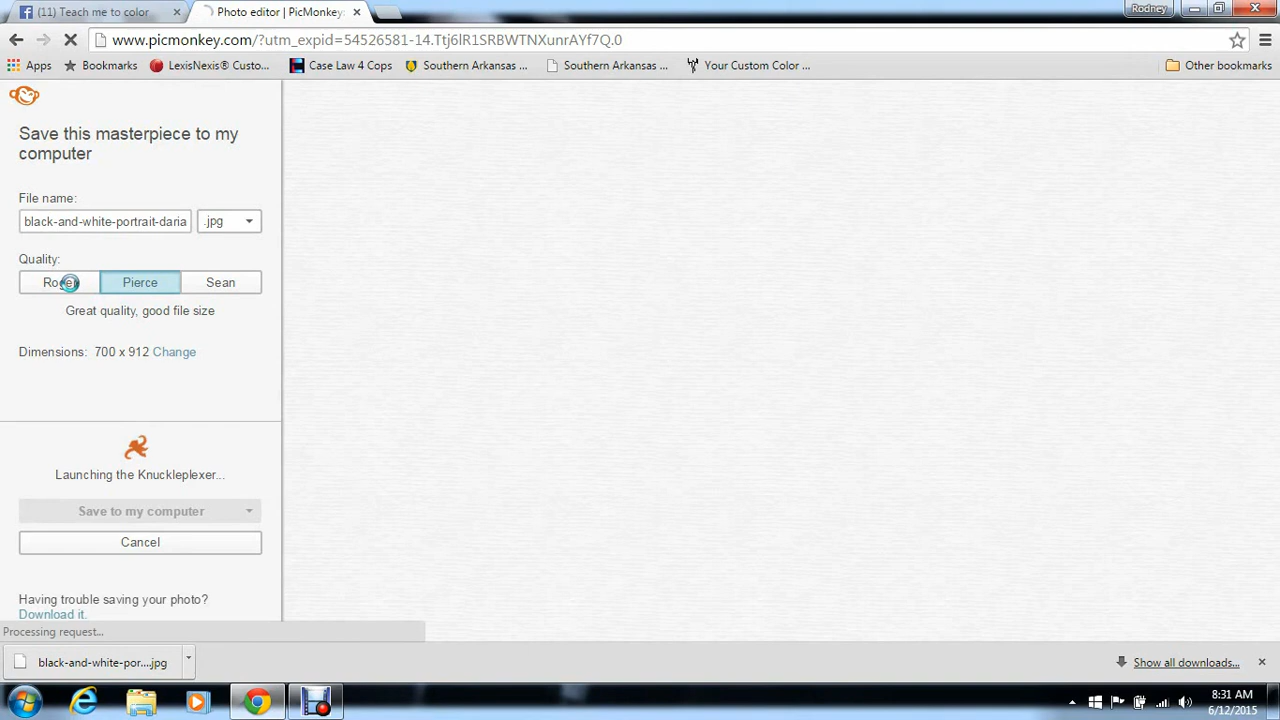 (11) Teach me to color
Photo editor | PicMonkey:
Rodney
www.picmonkey.com/?utm_expid=54526581-14.Ttj6lR1SRBWTNXunrAYf7Q.0
Apps
Bookmarks
LexisNexis® Custo...
Case Law 4 Cops
Southern Arkansas ...
Southern Arkansas ...
Your Custom Color ...
Other bookmarks
Save this masterpiece to my
computer
File name:
black-and-white-portrait-daria
.jpg
Quality:
Roger
Pierce
Sean
Great quality, good file size
Dimensions: 700 x 912 Change
Launching the Knuckleplexer...
Save to my computer
Cancel
Having trouble saving your photo?
Download it.
Processing request...
black-and-white-por....jpg
Show all downloads...
8:31 AM
6/12/2015